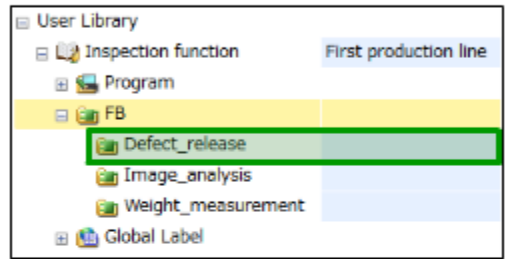 User Library
Inspection function First production line
Program
FB
Defect_release
Image_analysis
Weight_measurement
Global Label